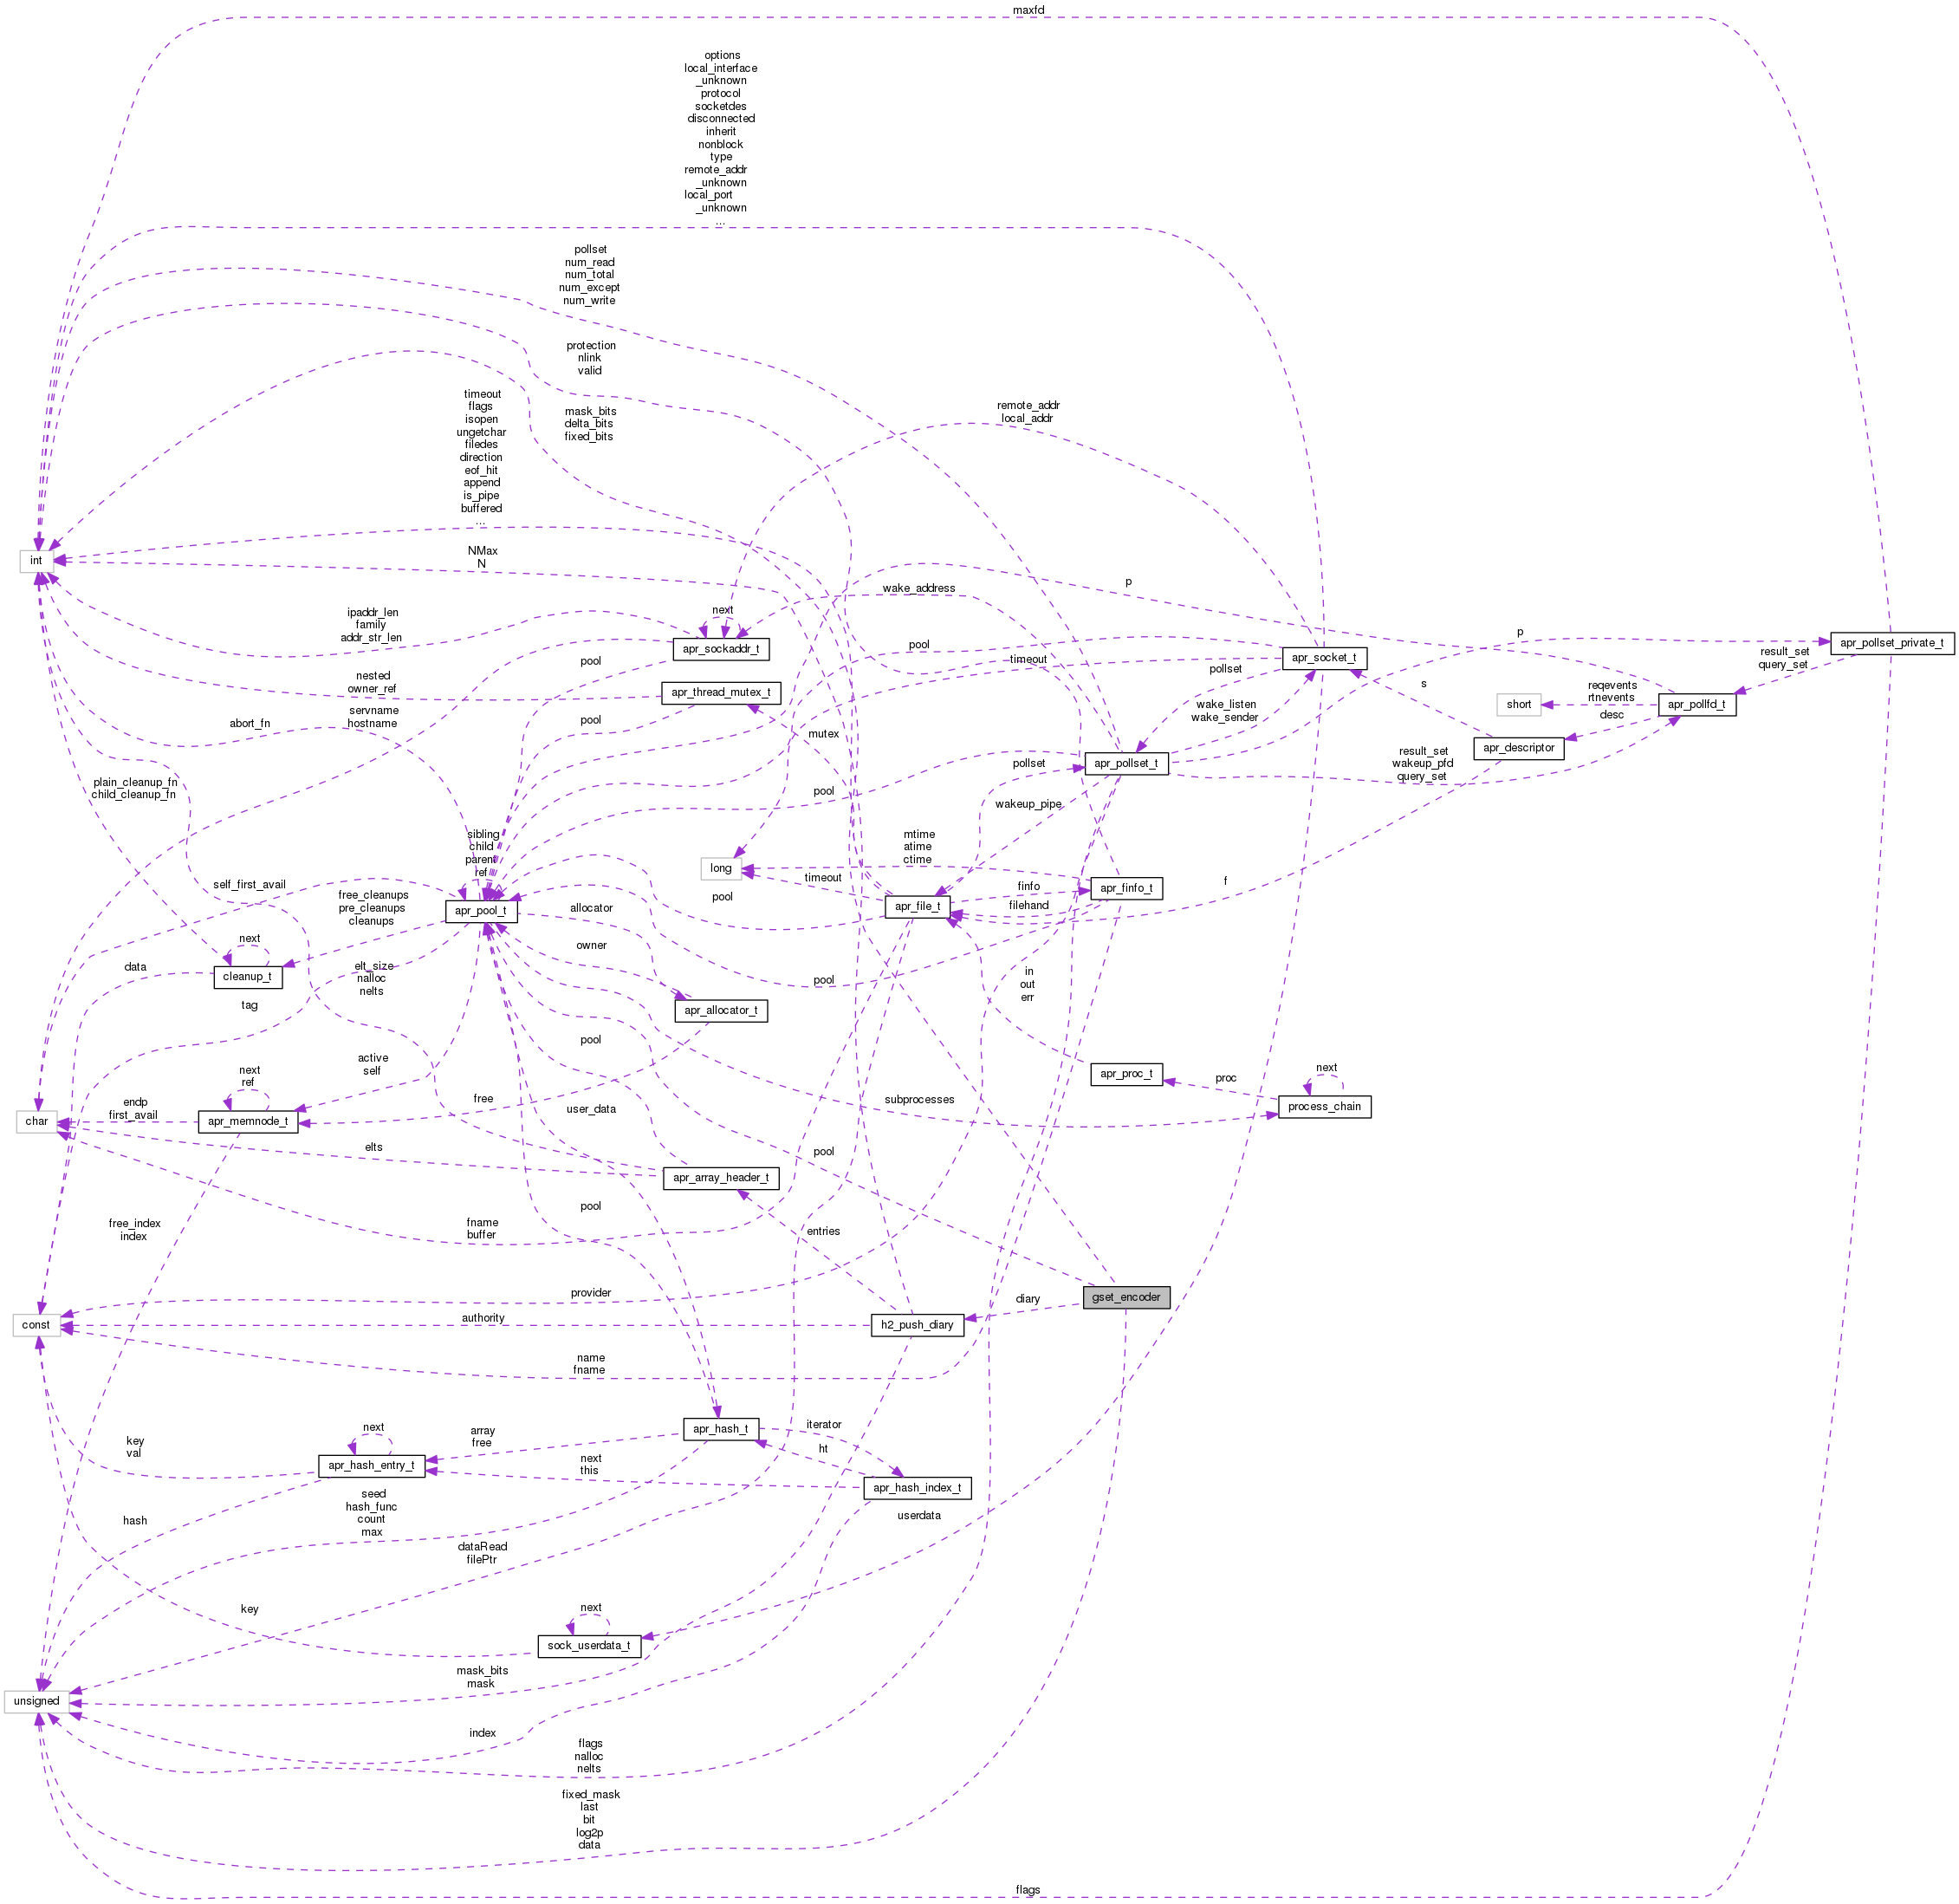 maxfd
options
local_interface
_unknown
protocol
socketdes
disconnected
inherit
nonblock
type
remote_addr
_unknown
local_port
_unknown
...
pollset
num_read
num_total
num_except
num_write
protection
nlink
valid
timeout
flags
isopen
ungetchar
filedes
direction
eof_hit
append
is_pipe
buffered
...
mask_bits
delta_bits
fixed_bits
remote_addr
local_addr
int
NMax
N
wake_address
p
ipaddr_len
family
addr_str_len
next
apr_sockaddr_t
pool
pool
timeout
apr_socket_t
p
apr_pollset_private_t
nested
owner_ref
apr_thread_mutex_t
pollset
result_set
query_set
s
short
reqevents
rtnevents
apr_pollfd_t
abort_fn
servname
hostname
pool
mutex
wake_listen
wake_sender
desc
apr_descriptor
plain_cleanup_fn
child_cleanup_fn
pool
pollset
apr_pollset_t
result_set
wakeup_pfd
query_set
wakeup_pipe
sibling
child
parent
ref
long
mtime
atime
ctime
timeout
self_first_avail
free_cleanups
pre_cleanups
cleanups
apr_pool_t
allocator
pool
apr_file_t
finfo
filehand
apr_finfo_t
f
next
cleanup_t
data
owner
elt_size
nalloc
nelts
pool
in
out
err
tag
apr_allocator_t
pool
active
self
next
ref
apr_proc_t
proc
next
process_chain
char
endp
first_avail
apr_memnode_t
free
user_data
subprocesses
elts
apr_array_header_t
pool
free_index
index
fname
buffer
pool
entries
provider
gset_encoder
diary
const
authority
h2_push_diary
name
fname
key
val
next
apr_hash_entry_t
array
free
apr_hash_t
iterator
ht
next
this
apr_hash_index_t
hash
seed
hash_func
count
max
userdata
dataRead
filePtr
key
next
sock_userdata_t
unsigned
mask_bits
mask
index
flags
nalloc
nelts
fixed_mask
last
bit
log2p
data
flags